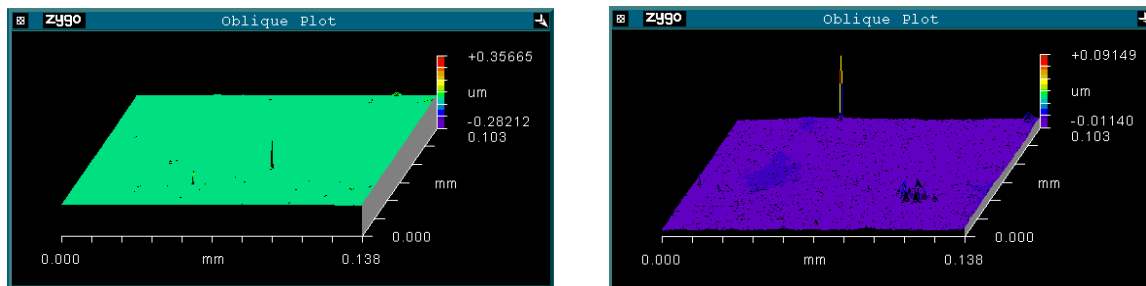 zygo Oblique Plot
+0.35665
um
-0.28212
0.103
mm
0.000
0.000 mm 0.138
zygo Oblique Plot
+0.09149
um
-0.01140
0.103
mm
0.000
0.000 mm 0.138